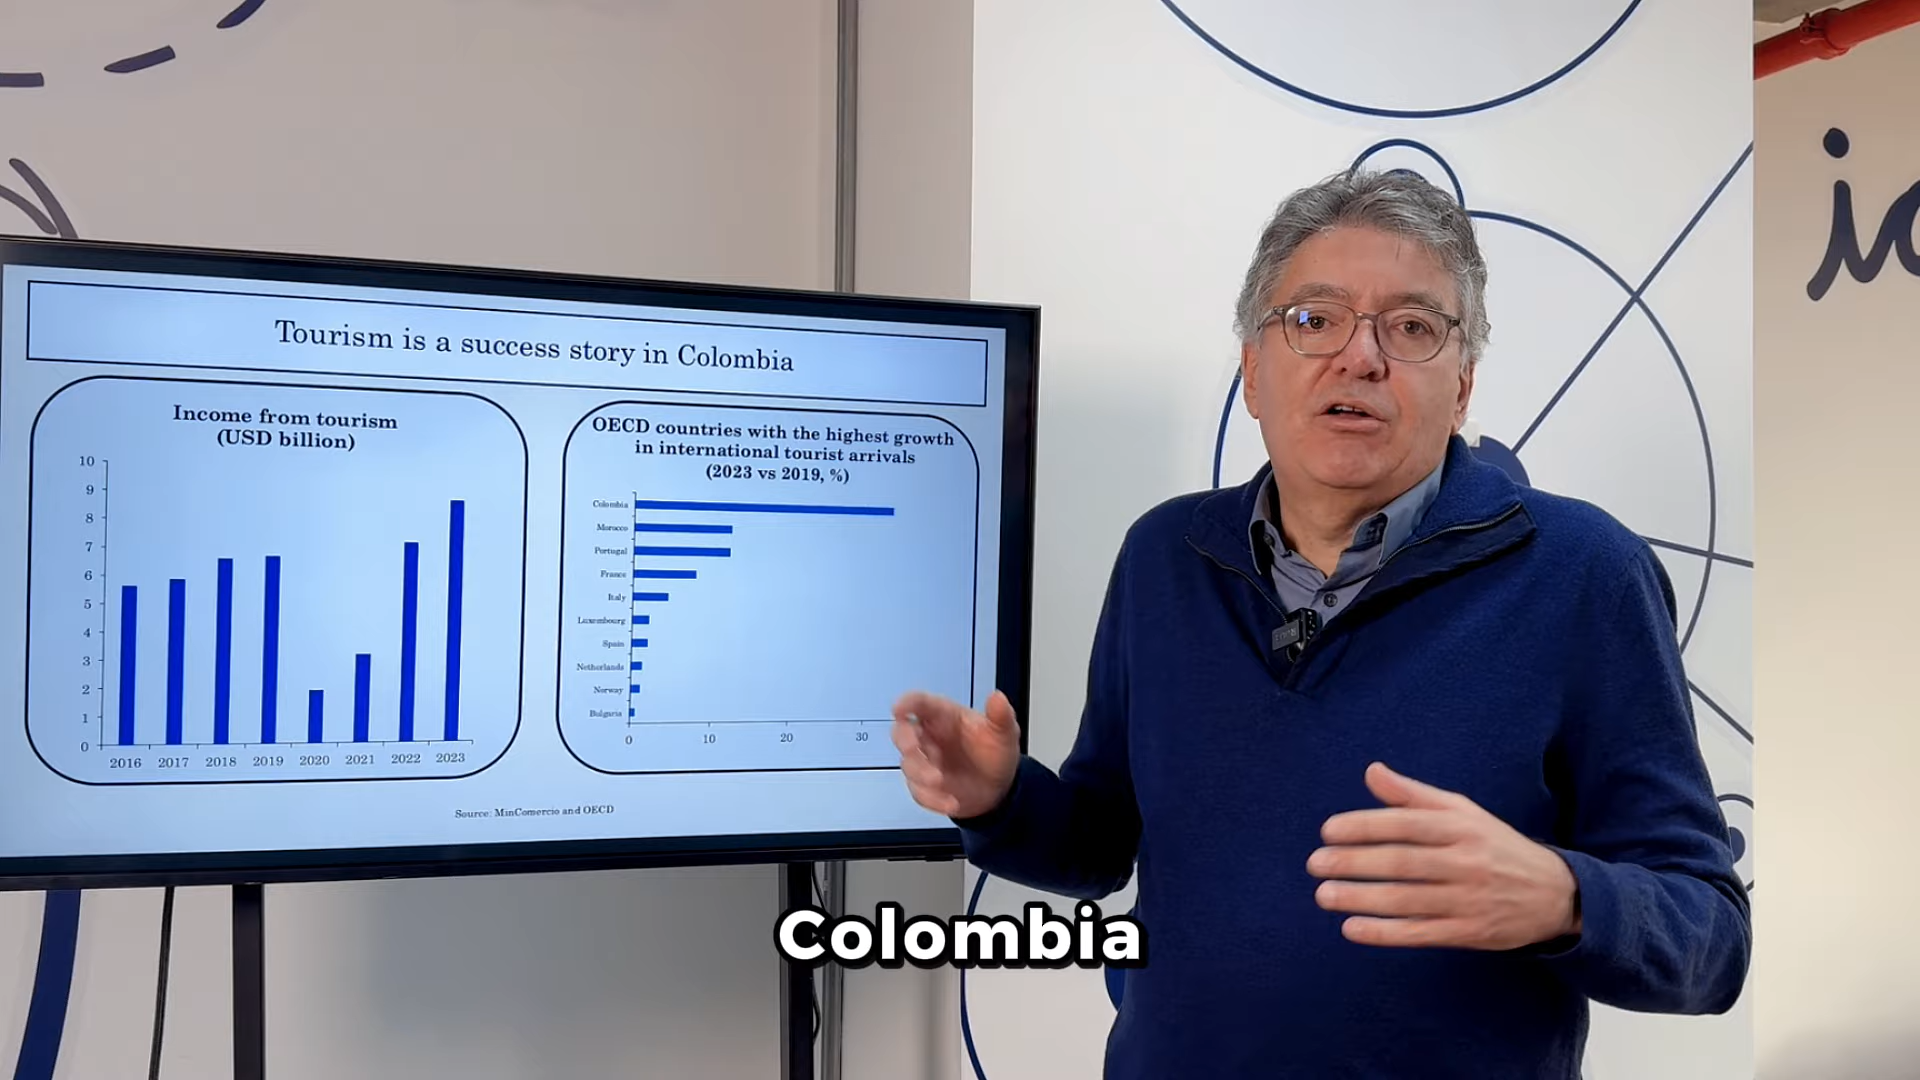 Tourism is a success story in Colombia
Income from tourism
(USD billion)
10
9
8
7
6
5
4
3
2
1
0
2016 2017 2018 2019 2020 2021 2022 2023
OECD countries with the highest growth
in international tourist arrivals
(2023 vs 2019, %)
Colombia
Morocco
Portugal
France
Italy
Luxembourg
Spain
Netherlands
Norway
Bulgaria
0 10 20 30
Source: MinComercio and OECD
Colombia